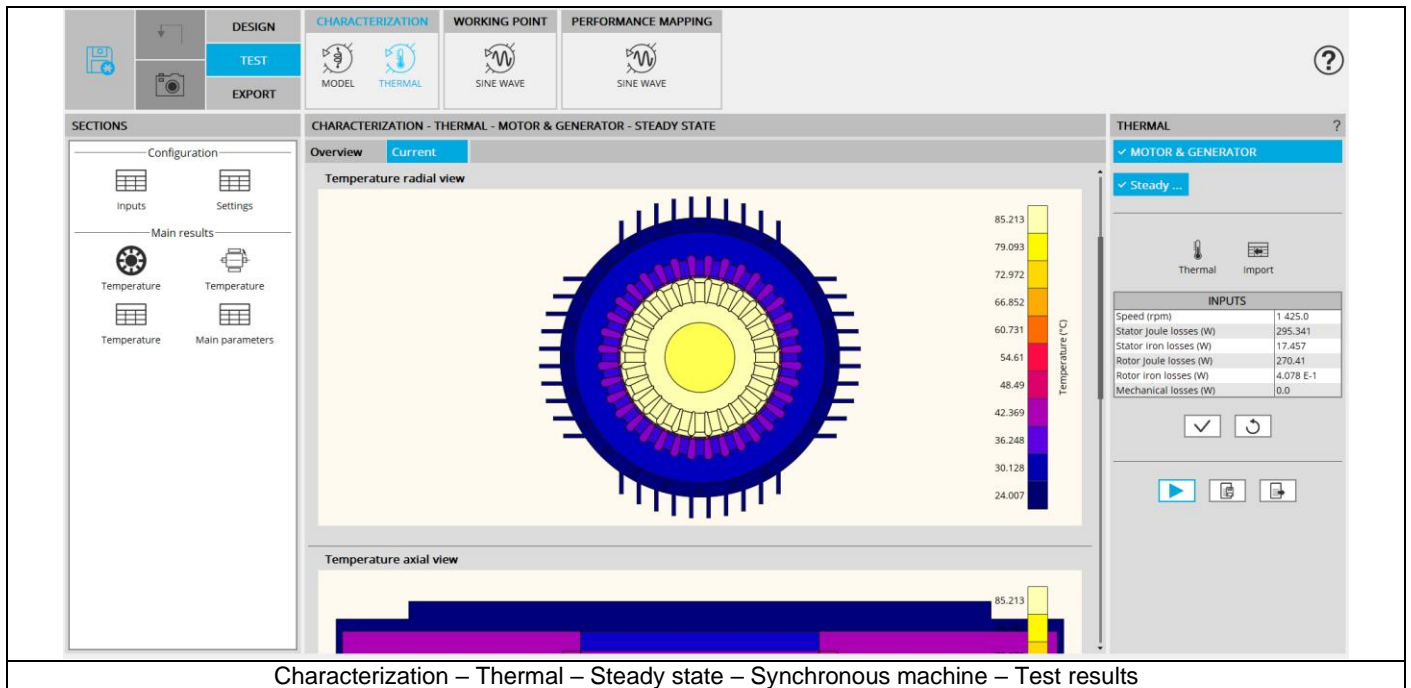 DESIGN
TEST
EXPORT
CHARACTERIZATION
MODEL THERMAL
WORKING POINT
SINE WAVE
PERFORMANCE MAPPING
SINE WAVE
?
SECTIONS
Configuration
Inputs Settings
Main results
Temperature Temperature
Temperature Main parameters
CHARACTERIZATION - THERMAL - MOTOR & GENERATOR - STEADY STATE
Overview Current
Temperature radial view
85.213
79.093
72.972
66.852
60.731
54.61
48.49
42.369
36.248
30.128
24.007
Temperature (°C)
Temperature axial view
85.213
THERMAL ?
MOTOR & GENERATOR
Steady ...
Thermal Import
INPUTS
Speed (rpm) 1 425.0
Stator Joule losses (W) 295.341
Stator iron losses (W) 17.457
Rotor Joule losses (W) 270.41
Rotor iron losses (W) 4.078 E-1
Mechanical losses (W) 0.0
Characterization – Thermal – Steady state – Synchronous machine – Test results